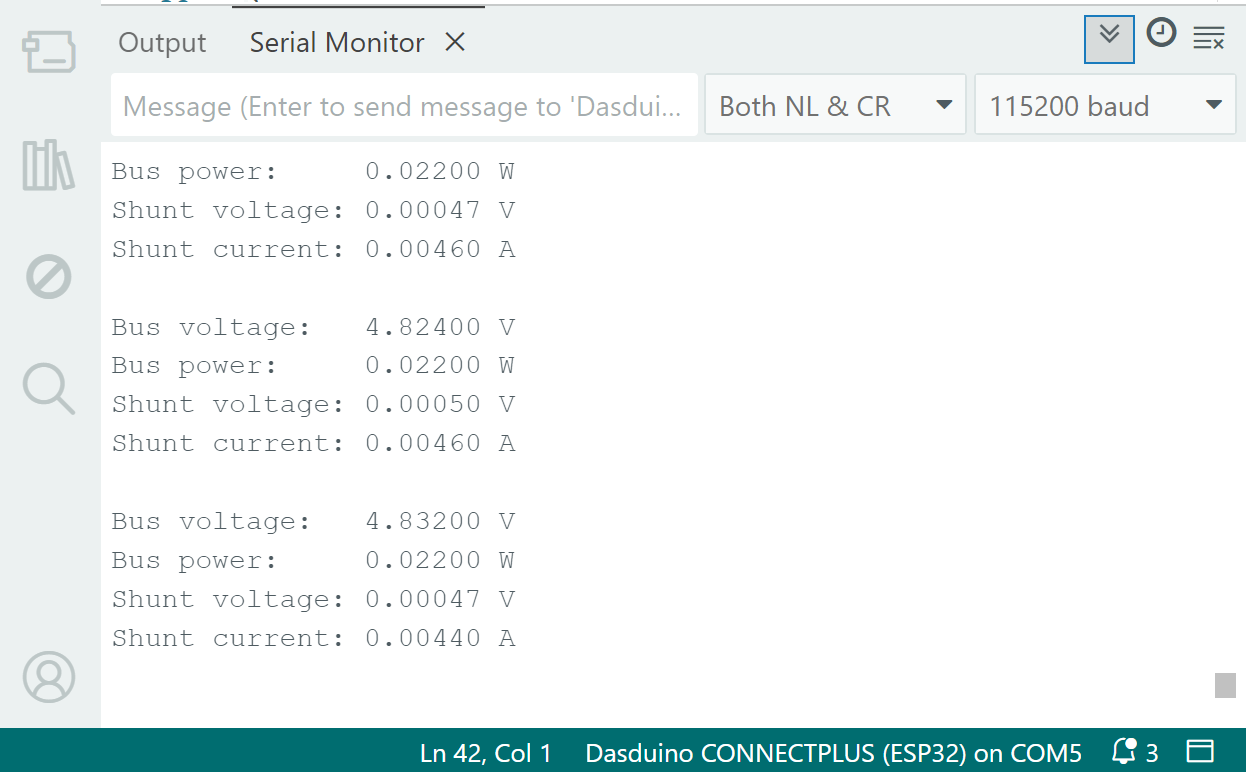 Output Serial Monitor
Message (Enter to send message to 'Dasdui... Both NL & CR 115200 baud
Bus power: 0.02200 W
Shunt voltage: 0.00047 V
Shunt current: 0.00460 A
Bus voltage: 4.82400 V
Bus power: 0.02200 W
Shunt voltage: 0.00050 V
Shunt current: 0.00460 A
Bus voltage: 4.83200 V
Bus power: 0.02200 W
Shunt voltage: 0.00047 V
Shunt current: 0.00440 A
Ln 42, Col 1 Dasduino CONNECTPLUS (ESP32) on COM5 3